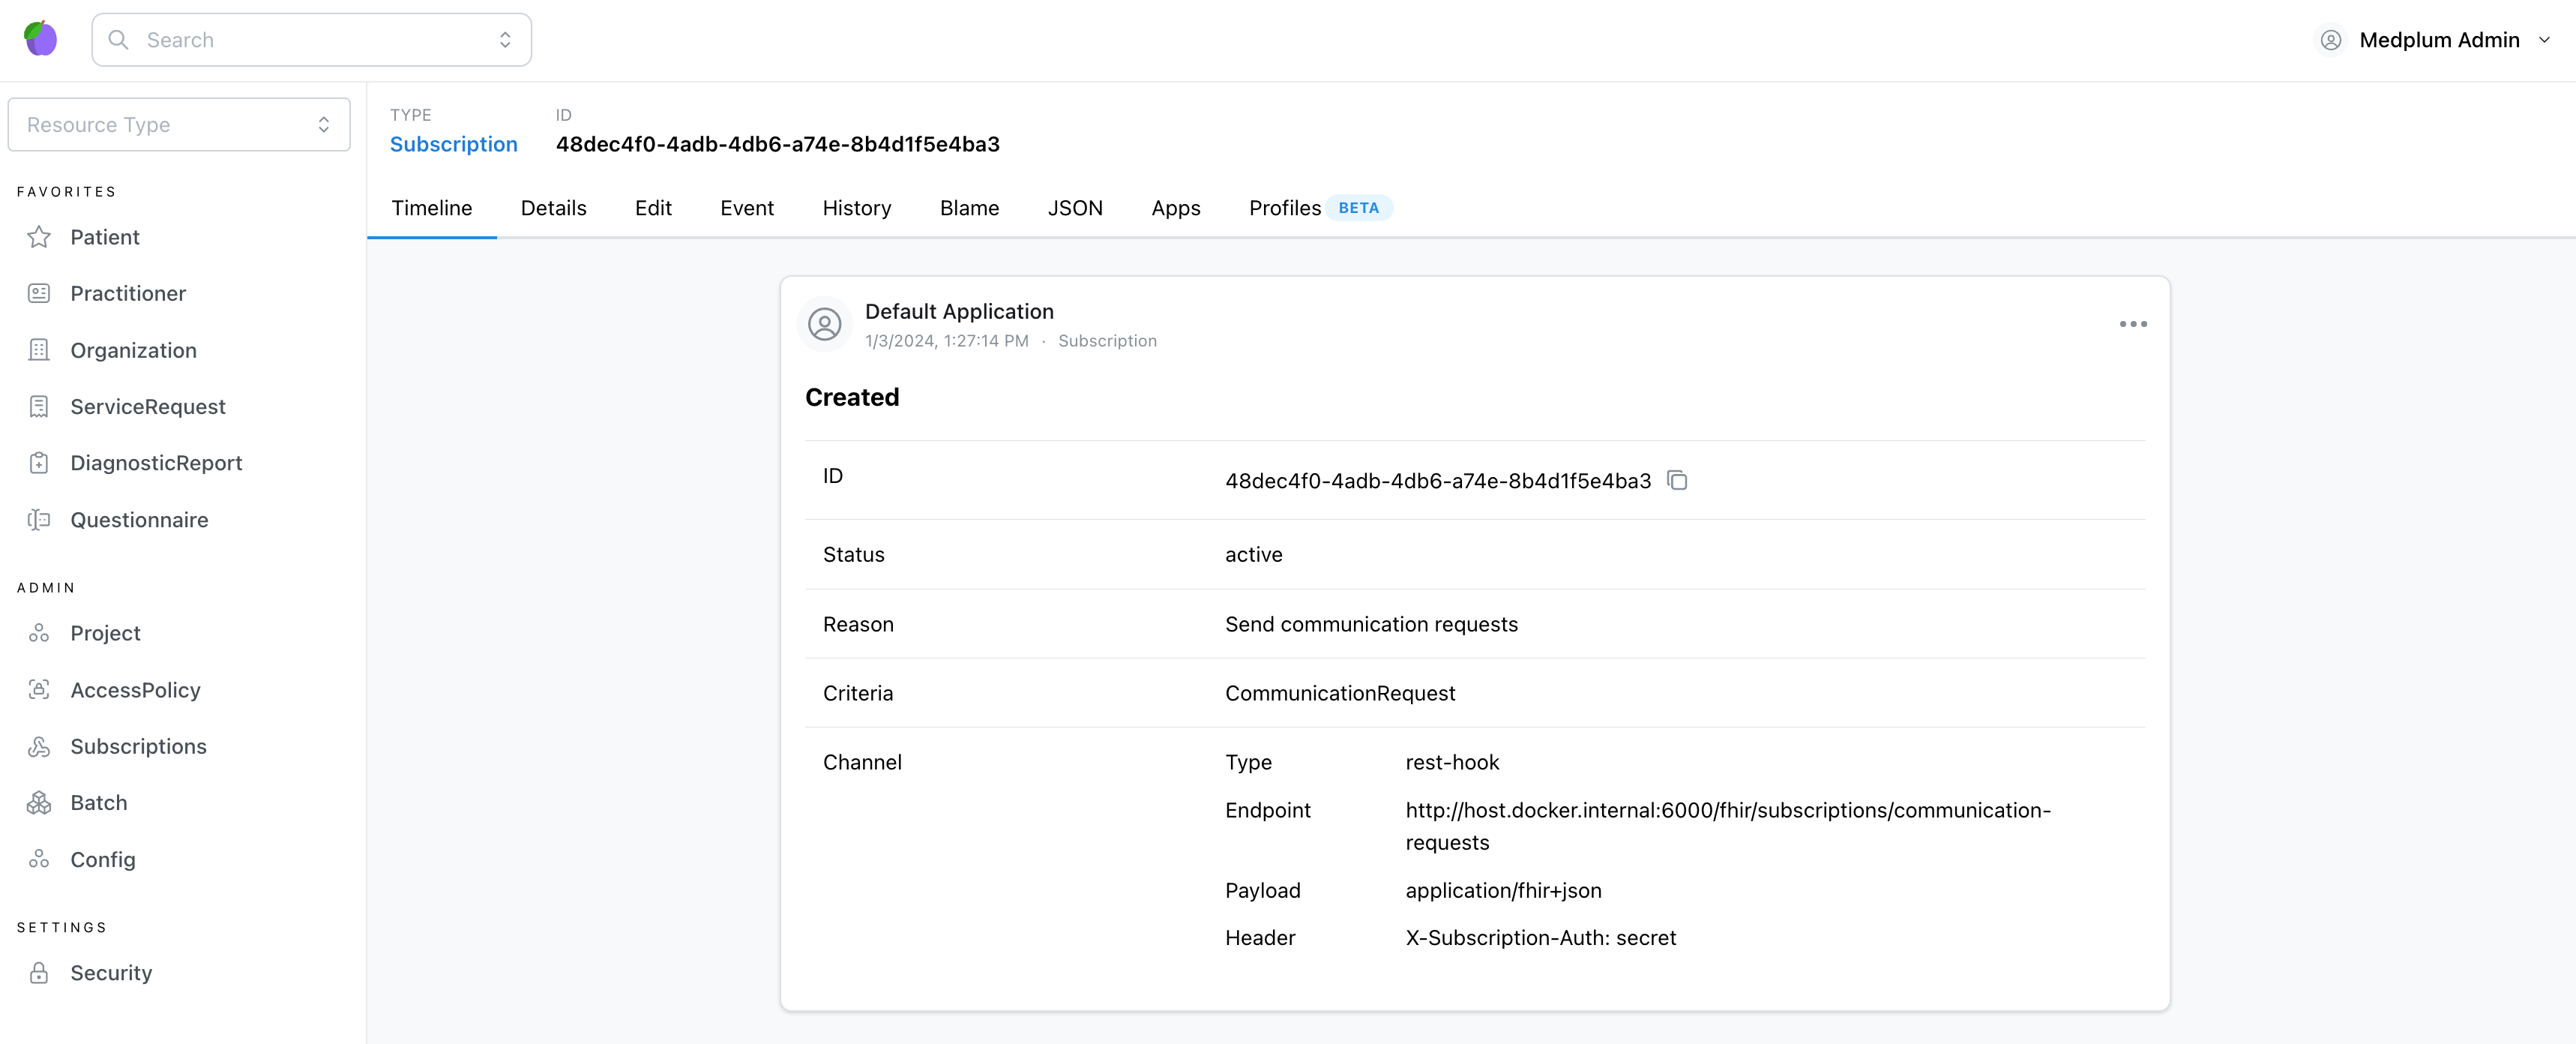 Search
Medplum Admin
Resource Type
FAVORITES
Patient
Practitioner
Organization
ServiceRequest
DiagnosticReport
Questionnaire
ADMIN
Project
AccessPolicy
Subscriptions
Batch
Config
SETTINGS
Security
TYPE ID
Subscription 48dec4f0-4adb-4db6-a74e-8b4d1f5e4ba3
Timeline Details Edit Event History Blame JSON Apps Profiles BETA
Default Application
1/3/2024, 1:27:14 PM · Subscription
Created
ID 48dec4f0-4adb-4db6-a74e-8b4d1f5e4ba3
Status active
Reason Send communication requests
Criteria CommunicationRequest
Channel Type rest-hook
Endpoint http://host.docker.internal:6000/fhir/subscriptions/communication-
requests
Payload application/fhir+json
Header X-Subscription-Auth: secret